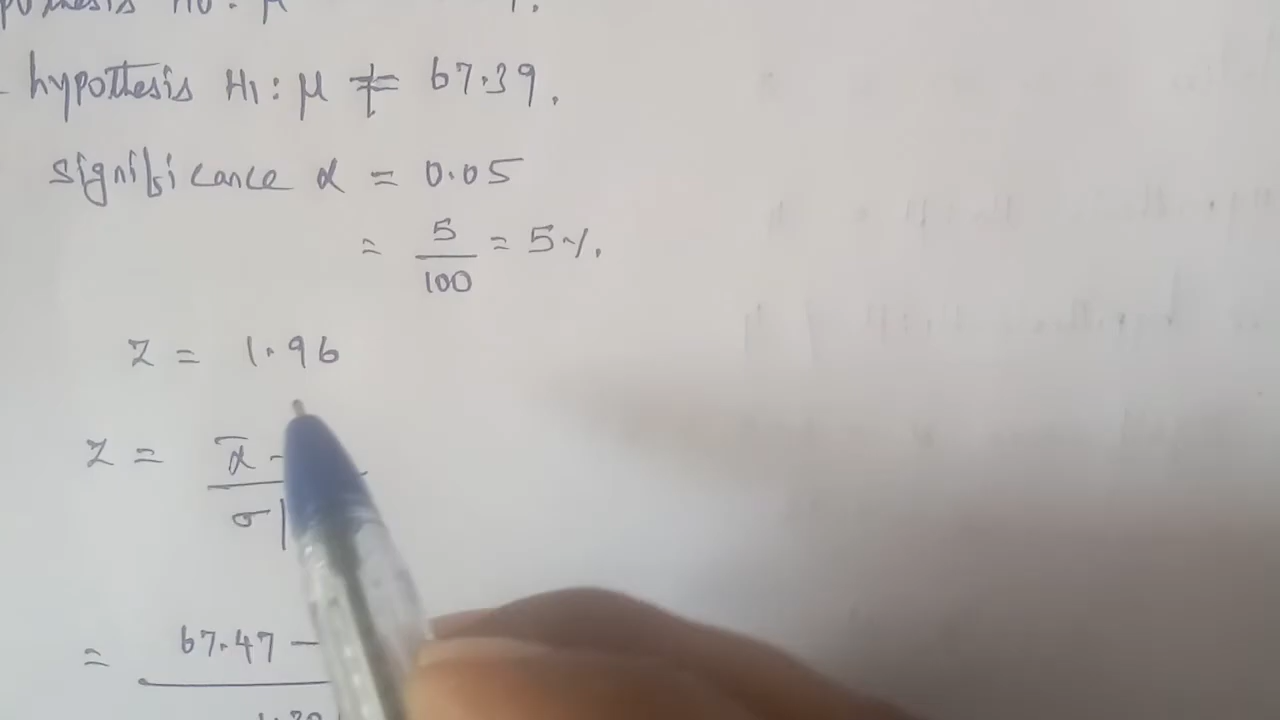 hypothesis H1 : μ ≠ 67.39.
significance α = 0.05
= 5/100 = 5%.
z = 1.96
z = x̄ -
σ/
= 67.47 -